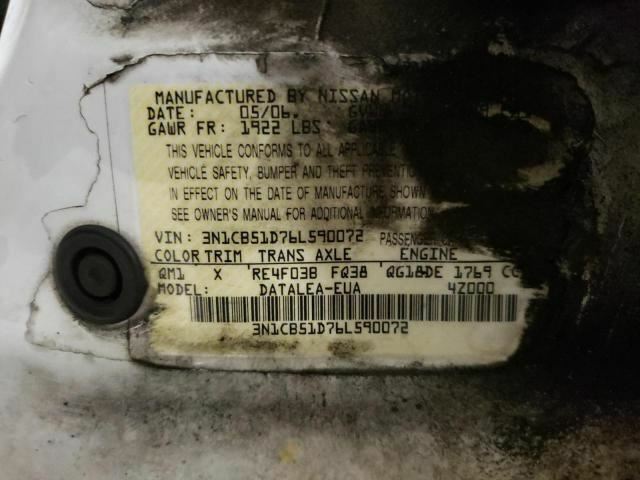 MANUFACTURED BY NISSAN
DATE: 05/06.
GAWR FR: 1922 LBS
THIS VEHICLE CONFORMS TO ALL APPLICABLE
VEHICLE SAFETY, BUMPER AND THEFT PREVENTION
IN EFFECT ON THE DATE OF MANUFACTURE SHOWN
SEE OWNER'S MANUAL FOR ADDITIONAL INFORMATION
VIN: 3N1CB51D76L590072 PASSENGER
COLOR TRIM TRANS AXLE ENGINE
QM1 X RE4F03B FQ38 QG18DE 1769 CC
MODEL: DATALEA-EUA 4Z000
3N1CB51D76L590072